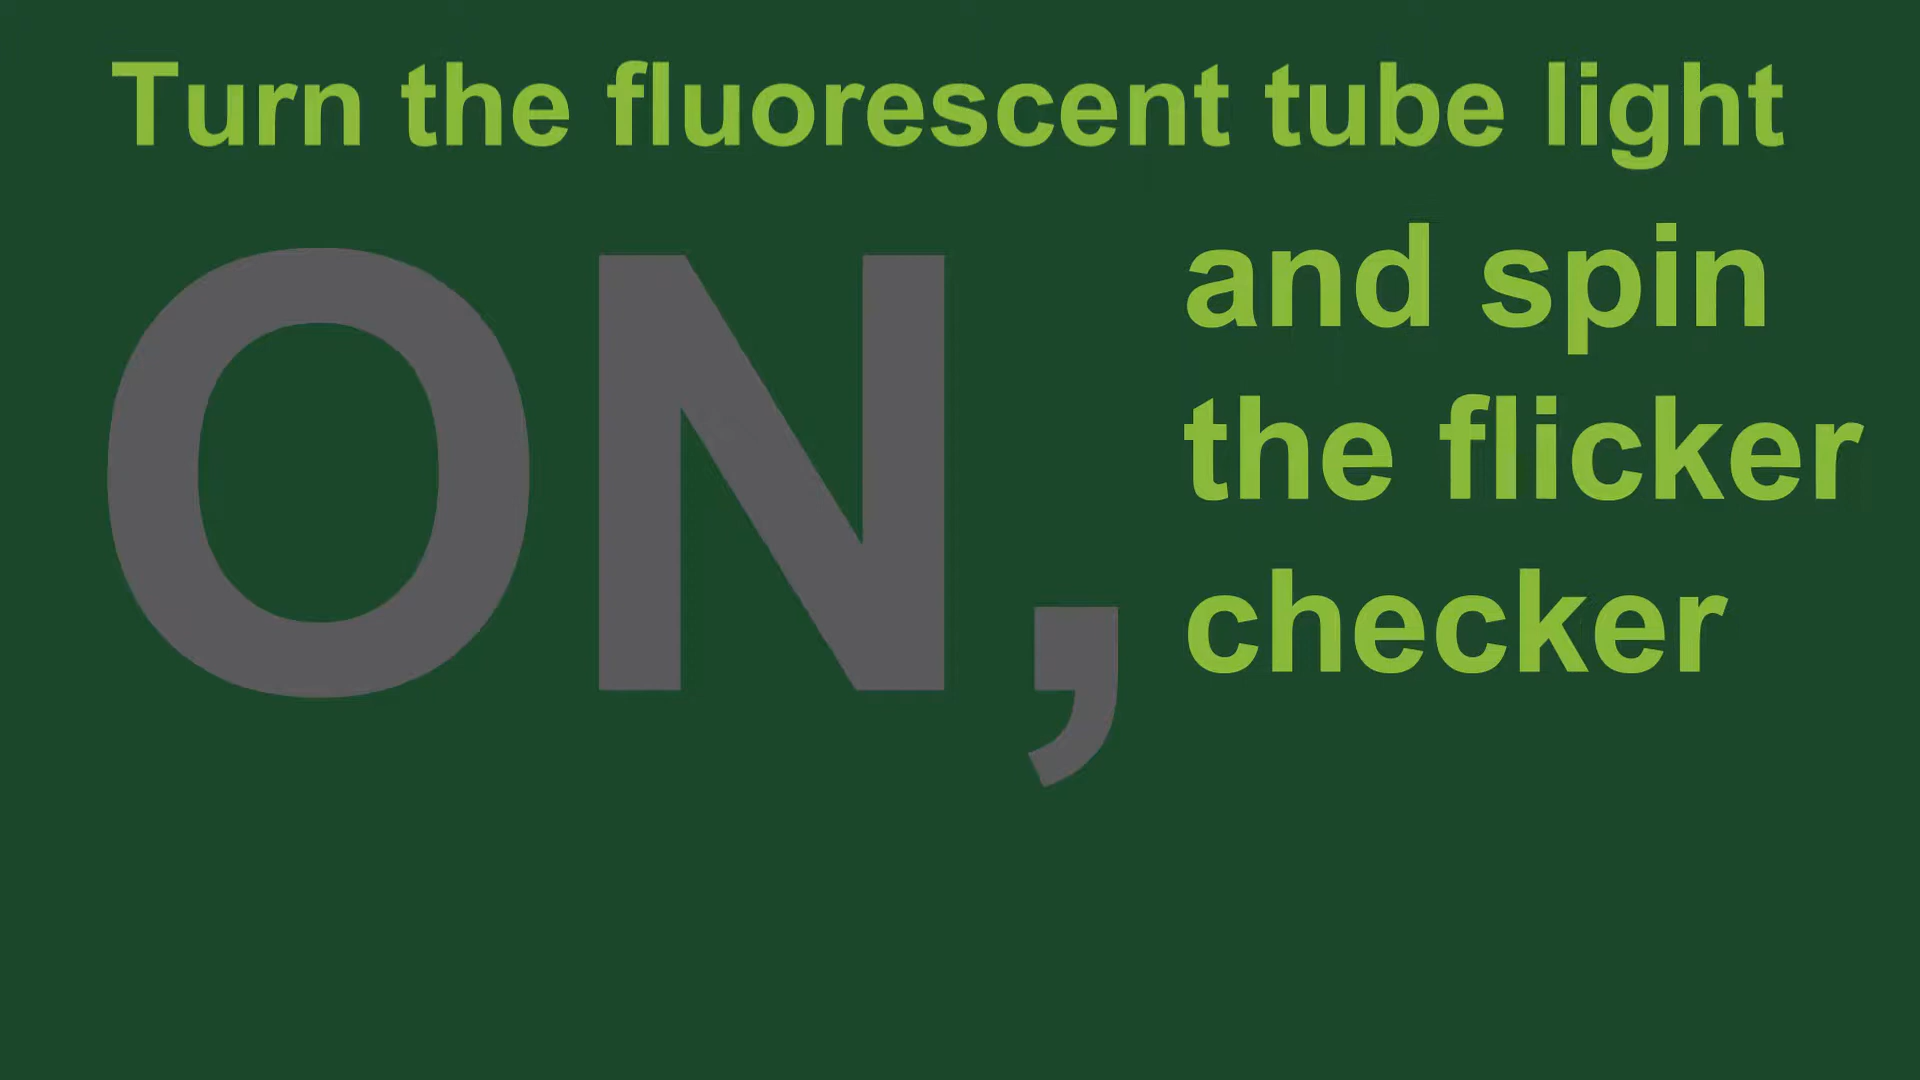 Turn the fluorescent tube light
ON,
and spin
the flicker
checker